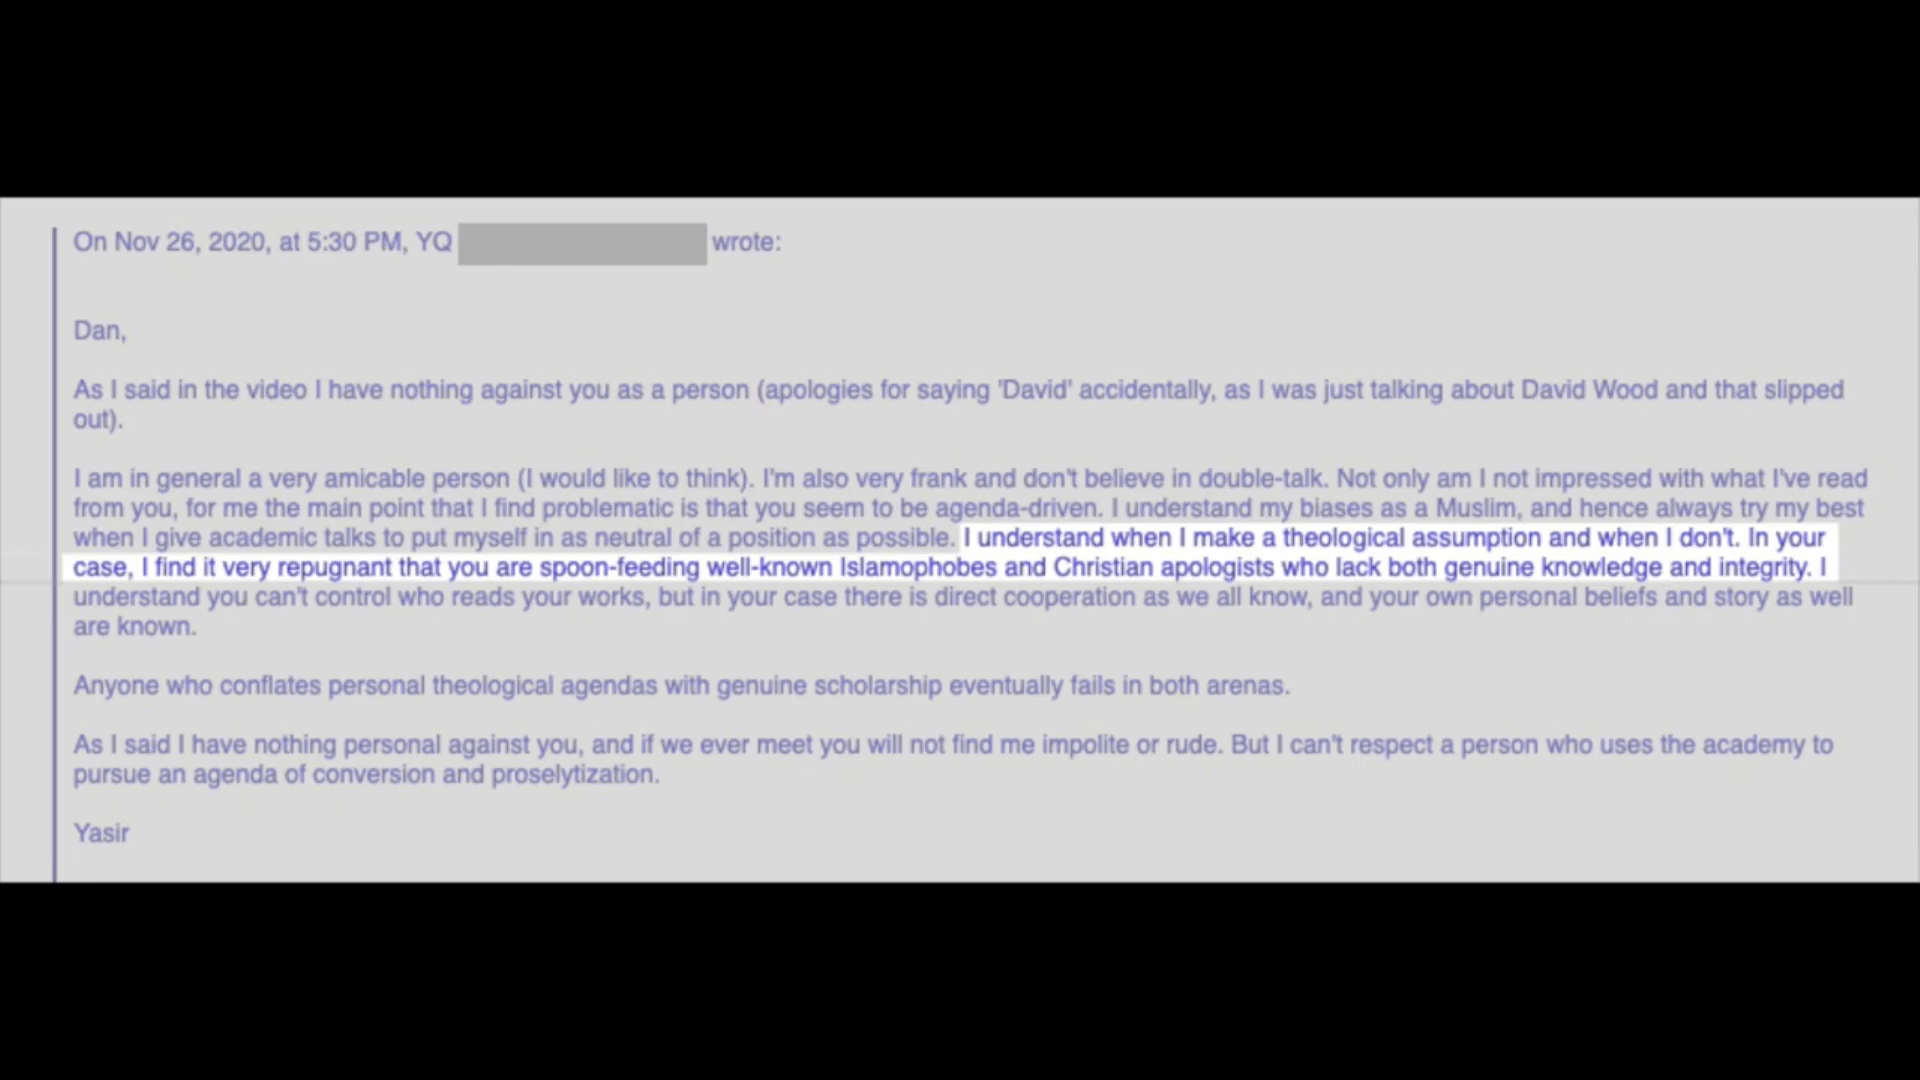 On Nov 26, 2020, at 5:30 PM, YQ wrote:
Dan,
As I said in the video I have nothing against you as a person (apologies for saying 'David' accidentally, as I was just talking about David Wood and that slipped
out).
I am in general a very amicable person (I would like to think). I'm also very frank and don't believe in double-talk. Not only am I not impressed with what I've read
from you, for me the main point that I find problematic is that you seem to be agenda-driven. I understand my biases as a Muslim, and hence always try my best
when I give academic talks to put myself in as neutral of a position as possible. I understand when I make a theological assumption and when I don't. In your
case, I find it very repugnant that you are spoon-feeding well-known Islamophobes and Christian apologists who lack both genuine knowledge and integrity. I
understand you can't control who reads your works, but in your case there is direct cooperation as we all know, and your own personal beliefs and story as well
are known.
Anyone who conflates personal theological agendas with genuine scholarship eventually fails in both arenas.
As I said I have nothing personal against you, and if we ever meet you will not find me impolite or rude. But I can't respect a person who uses the academy to
pursue an agenda of conversion and proselytization.
Yasir